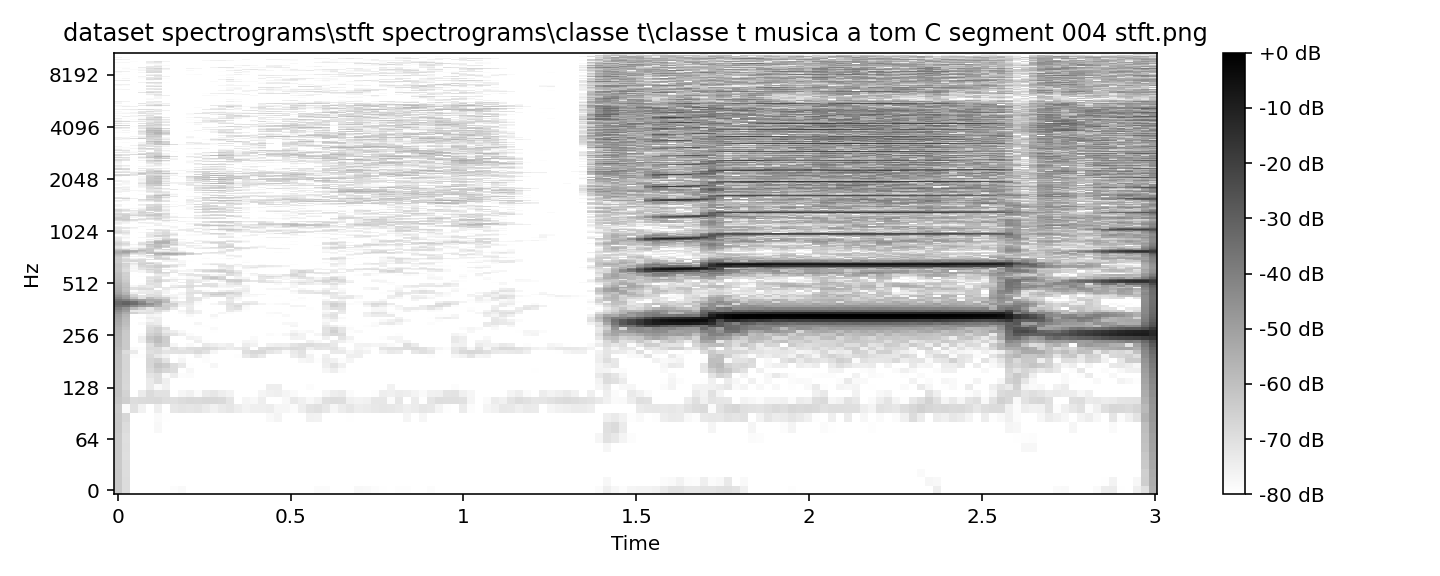 dataset spectrograms\stft spectrograms\classe t\classe t musica a tom C segment 004 stft.png
8192
4096
2048
1024
512
256
128
64
0
Hz
0
0.5
1
1.5
2
2.5
3
Time
+0 dB
-10 dB
-20 dB
-30 dB
-40 dB
-50 dB
-60 dB
-70 dB
-80 dB